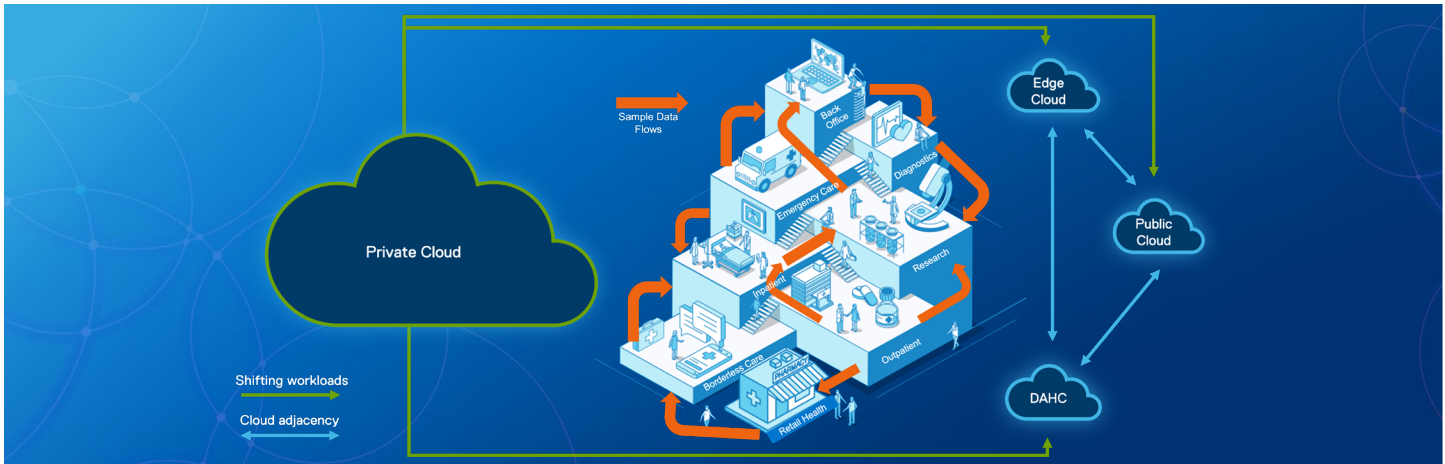 Edge
Cloud
Sample Data
Flows
Back
Office
Diagnostics
Emergency Care
Public
Cloud
Private Cloud
Research
Inpatient
Outpatient
Borderless Care
PHARMACY
Shifting workloads
DAHC
Retail Health
Cloud adjacency